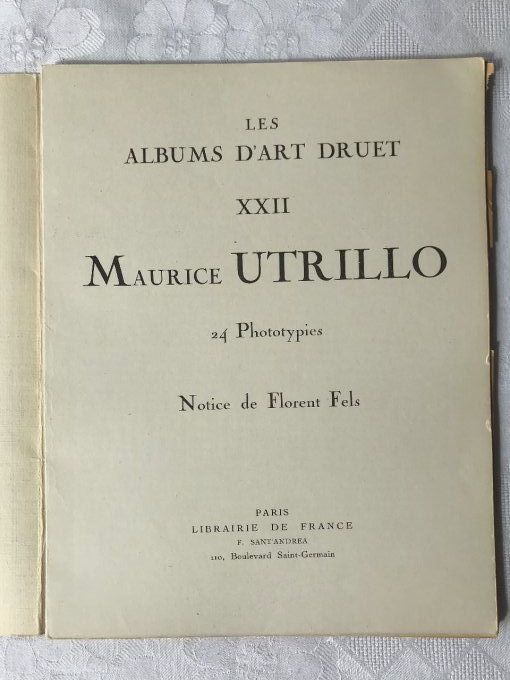 LES
ALBUMS D'ART DRUET
XXII
MAURICE UTRILLO
24 Phototypies
Notice de Florent Fels
PARIS
LIBRAIRIE DE FRANCE
F. SANT'ANDREA
110, Boulevard Saint-Germain